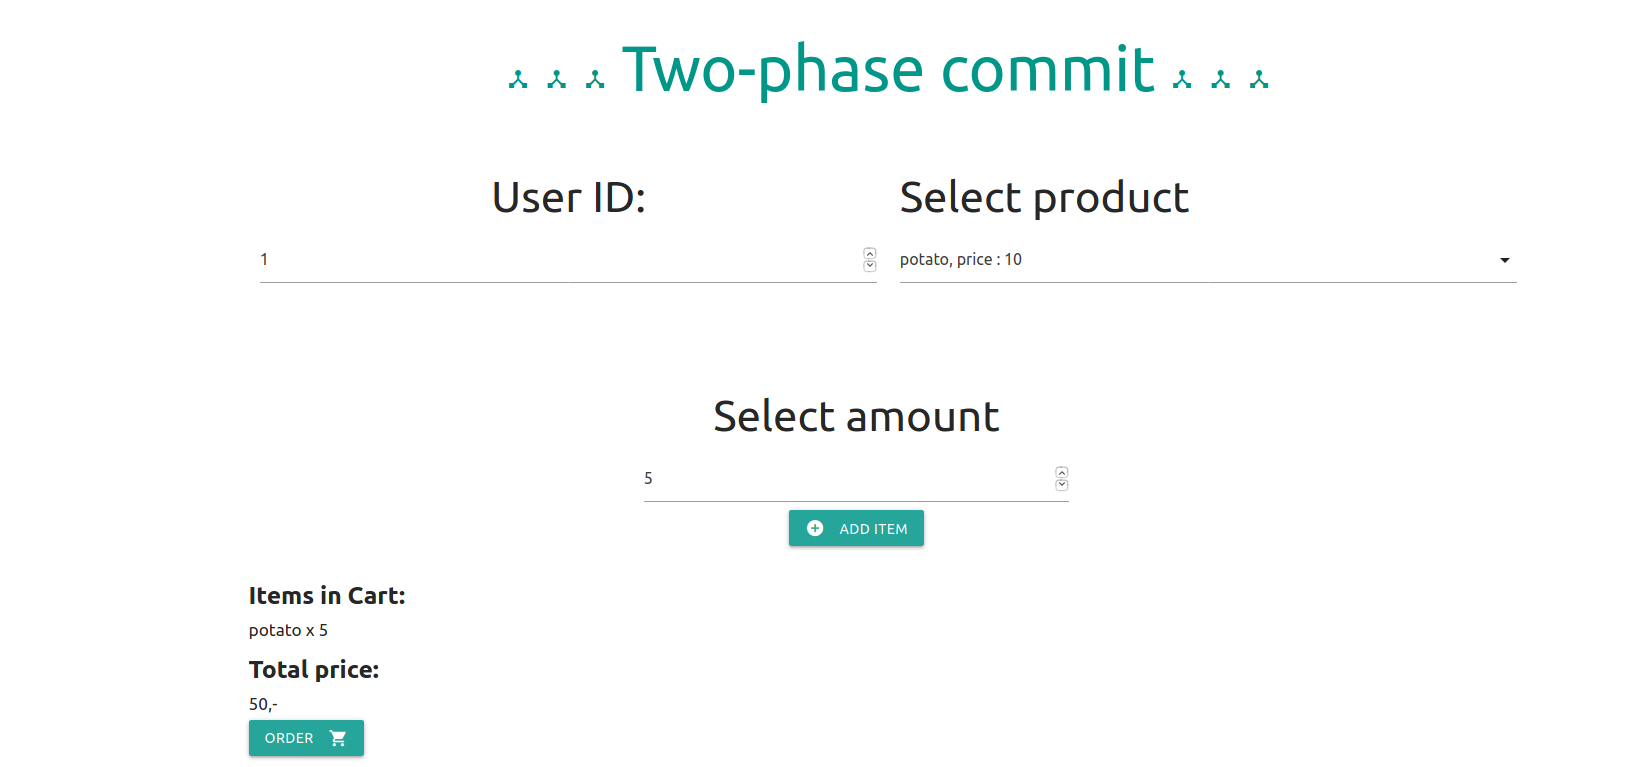 Two-phase commit
User ID:
1
Select product
potato, price : 10
Select amount
5
ADD ITEM
Items in Cart:
potato x 5
Total price:
50,-
ORDER